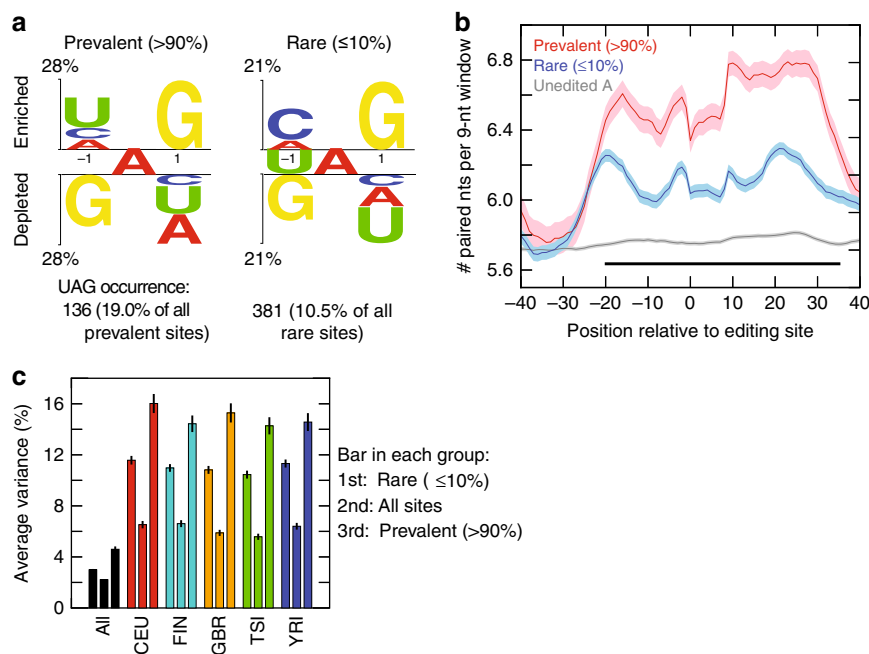 a
Prevalent (>90%)
Rare (≤10%)
28%
21%
Enriched
U
C
A
G
C
A
U
G
−1
A
1
−1
A
1
Depleted
G
C
U
A
G
C
A
U
28%
21%
UAG occurrence:
136 (19.0% of all
prevalent sites)
381 (10.5% of all
rare sites)
b
Prevalent (>90%)
Rare (≤10%)
Unedited A
# paired nts per 9-nt window
6.8
6.4
6.0
5.6
−40 −30 −20 −10 0 10 20 30 40
Position relative to editing site
c
Average variance (%)
16
12
8
4
0
All CEU FIN GBR TSI YRI
Bar in each group:
1st: Rare ( ≤10%)
2nd: All sites
3rd: Prevalent (>90%)